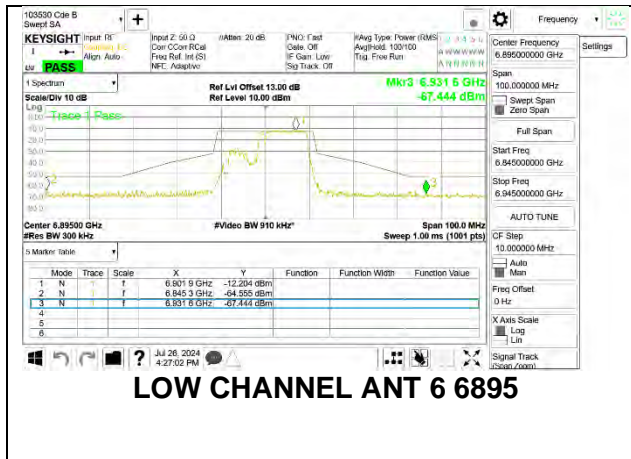 103530 Cde B
Swept SA
Frequency
Settings
KEYSIGHT Input: RF
Align: Auto
Input Z: 50 Ω
Corr CCorr RCal
Freq Ref: Int (S)
NFE: Adaptive
#Atten: 20 dB
PNO: Fast
Gate: Off
IF Gain: Low
Sig Track: Off
#Avg Type: Power (RMS)
Avg|Hold: 100/100
Trig: Free Run
PASS
1 Spectrum
Scale/Div 10 dB
Log
Ref Lvl Offset 13.00 dB
Ref Level 10.00 dBm
Mkr3 6.931 6 GHz
-67.444 dBm
Trace 1 Pass
Center 6.89500 GHz
#Res BW 300 kHz
#Video BW 910 kHz*
Span 100.0 MHz
Sweep 1.00 ms (1001 pts)
5 Marker Table
Mode Trace Scale X Y Function Function Width Function Value
1 N 1 f 6.901 9 GHz -12.204 dBm
2 N 1 f 6.845 3 GHz -64.555 dBm
3 N 1 f 6.931 6 GHz -67.444 dBm
4
5
6
Jul 26, 2024
4:27:02 PM
Center Frequency
6.895000000 GHz
Span
100.000000 MHz
Swept Span
Zero Span
Full Span
Start Freq
6.845000000 GHz
Stop Freq
6.945000000 GHz
AUTO TUNE
CF Step
10.000000 MHz
Auto
Man
Freq Offset
0 Hz
X Axis Scale
Log
Lin
Signal Track
(Span Zoom)
LOW CHANNEL ANT 6 6895